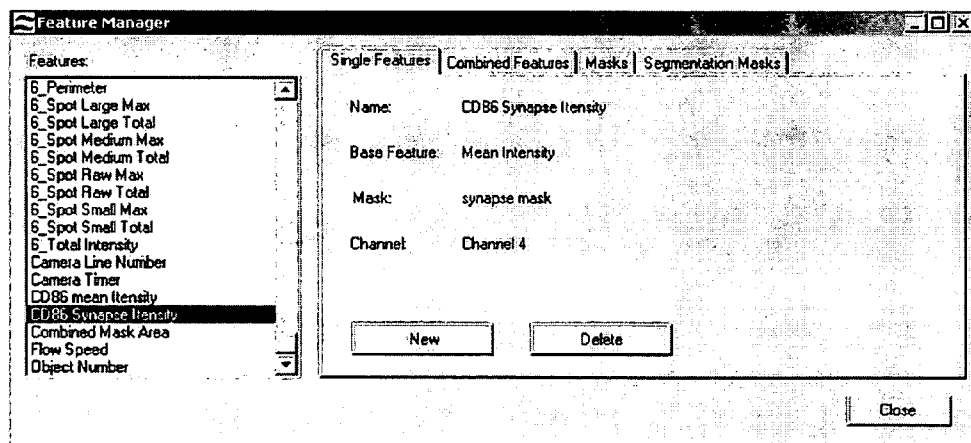 Feature Manager
Features:
6_Perimeter
6_Spot Large Max
6_Spot Large Total
6_Spot Medium Max
6_Spot Medium Total
6_Spot Raw Max
6_Spot Raw Total
6_Spot Small Max
6_Spot Small Total
6_Total Intensity
Camera Line Number
Camera Timer
CD86 mean Itensity
CD86 Synapse Itensity
Combined Mask Area
Flow Speed
Object Number
Single Features Combined Features Masks Segmentation Masks
Name: CD86 Synapse Itensity
Base Feature: Mean Intensity
Mask: synapse mask
Channel: Channel 4
New Delete
Close